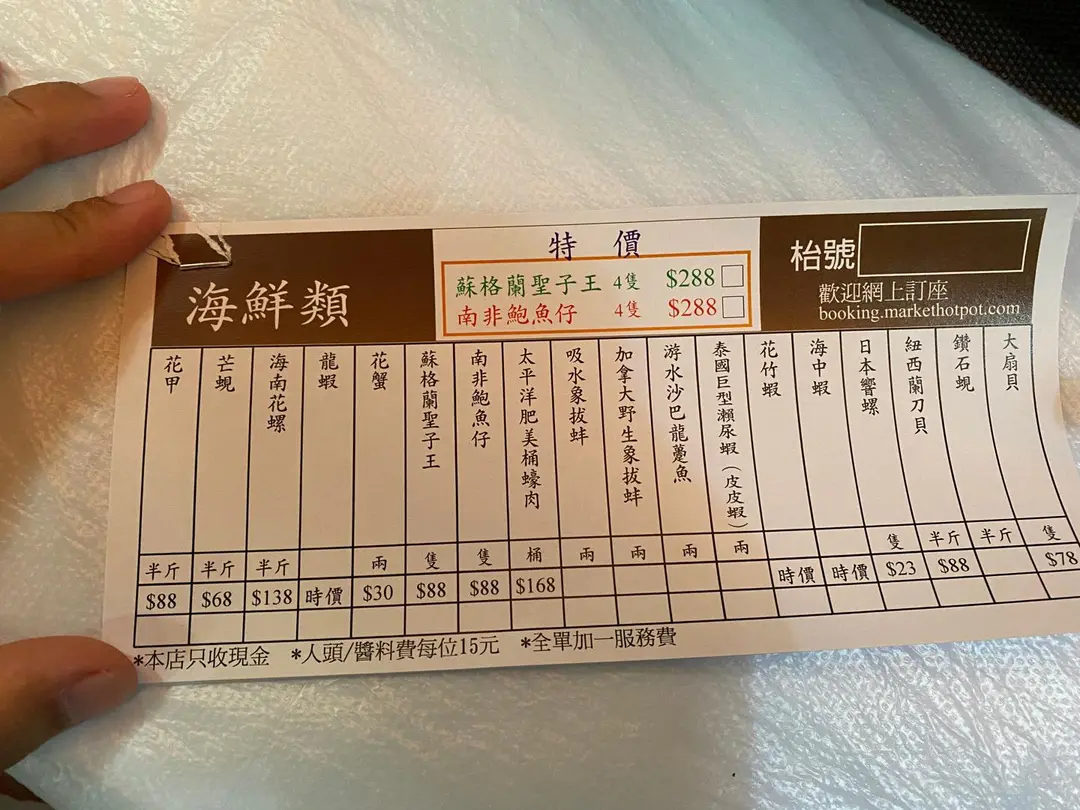 海鮮類
特價
蘇格蘭聖子王 4隻 $288
南非鮑魚仔 4隻 $288
枱號
歡迎網上訂座
booking.markethotpot.com
花甲
芒蜆
海南花螺
龍蝦
花蟹
蘇格蘭聖子王
南非鮑魚仔
太平洋肥美桶蠔肉
吸水象拔蚌
加拿大野生象拔蚌
游水沙巴龍躉魚
泰國巨型瀨尿蝦（皮皮蝦）
花竹蝦
海中蝦
日本響螺
紐西蘭刀貝
鑽石蜆
大扇貝
半斤 半斤 半斤 兩 隻 隻 桶 兩 兩 兩 兩 隻 半斤 半斤 隻
$88 $68 $138 時價 $30 $88 $88 $168 時價 時價 $23 $88 $78
*本店只收現金 *人頭/醬料費每位15元 *全單加一服務費